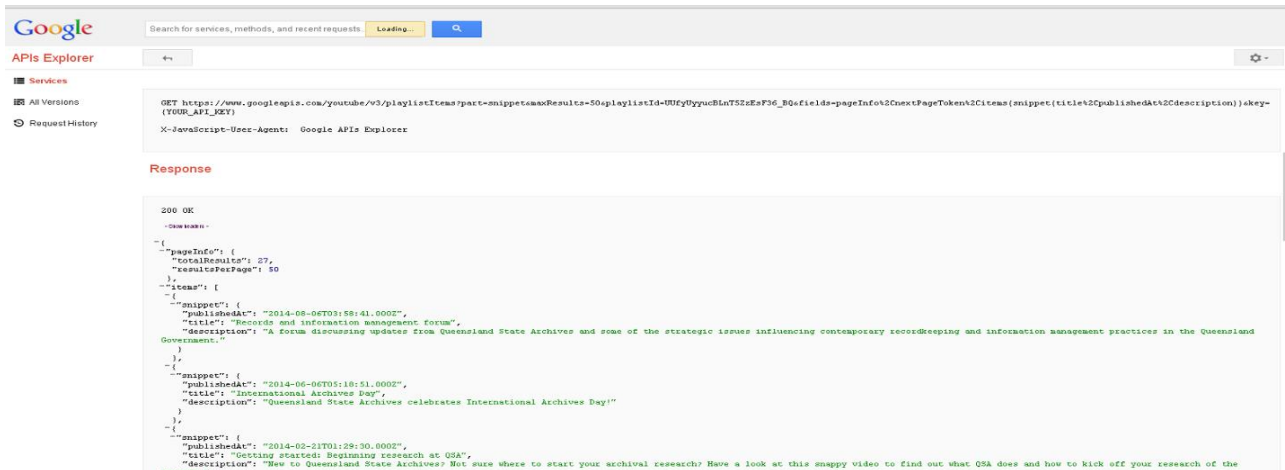 Google
Search for services, methods, and recent requests. Loading...
APIs Explorer
Services
All Versions
Request History
GET https://www.googleapis.com/youtube/v3/playlistItems?part=snippet&maxResults=50&playlistId=UUfyUyyucBLnTSZzEsF36_BQ&fields=pageInfo%2CnextPageToken%2Citems(snippet(title%2CpublishedAt%2Cdescription))&key=
{YOUR_API_KEY}
X-JavaScript-User-Agent: Google APIs Explorer
Response
200 OK
- Show headers -
{
"pageInfo": {
"totalResults": 27,
"resultsPerPage": 50
},
"items": [
{
"snippet": {
"publishedAt": "2014-08-06T03:58:41.000Z",
"title": "Records and information management forum",
"description": "A forum discussing updates from Queensland State Archives and some of the strategic issues influencing contemporary recordkeeping and information management practices in the Queensland
Government."
}
},
{
"snippet": {
"publishedAt": "2014-06-06T05:18:51.000Z",
"title": "International Archives Day",
"description": "Queensland State Archives celebrates International Archives Day!"
}
},
{
"snippet": {
"publishedAt": "2014-02-21T01:29:30.000Z",
"title": "Getting started: Beginning research at QSA",
"description": "New to Queensland State Archives? Not sure where to start your archival research? Have a look at this snappy video to find out what QSA does and how to kick off your research of the